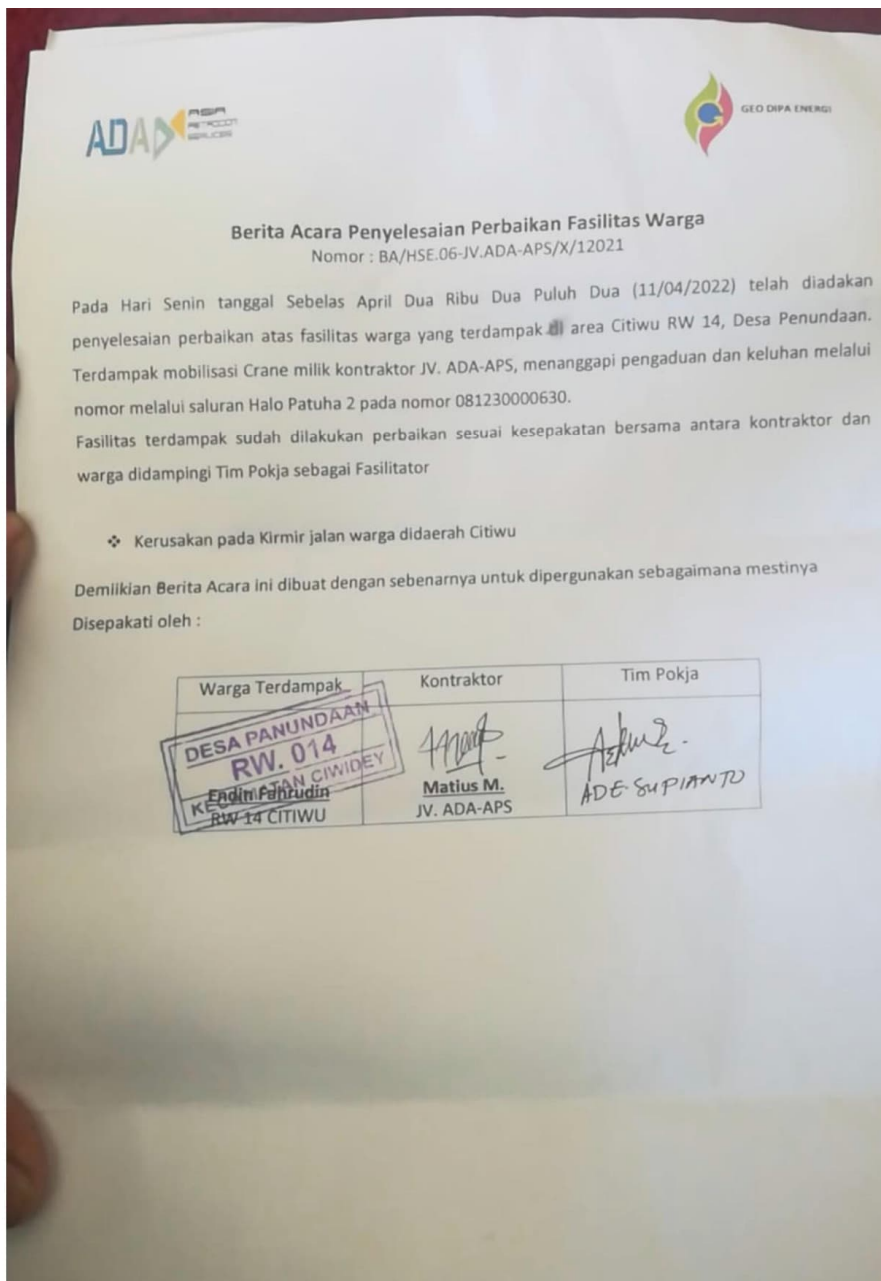 ADA
ASIA
SERVICES
GEO DIPA ENERGI
Berita Acara Penyelesaian Perbaikan Fasilitas Warga
Nomor : BA/HSE.06-JV.ADA-APS/X/12021
Pada Hari Senin tanggal Sebelas April Dua Ribu Dua Puluh Dua (11/04/2022) telah diadakan
penyelesaian perbaikan atas fasilitas warga yang terdampak di area Citiwu RW 14, Desa Penundaan.
Terdampak mobilisasi Crane milik kontraktor JV. ADA-APS, menanggapi pengaduan dan keluhan melalui
nomor melalui saluran Halo Patuha 2 pada nomor 081230000630.
Fasilitas terdampak sudah dilakukan perbaikan sesuai kesepakatan bersama antara kontraktor dan
warga didampingi Tim Pokja sebagai Fasilitator
❖ Kerusakan pada Kirmir jalan warga didaerah Citiwu
Demiikian Berita Acara ini dibuat dengan sebenarnya untuk dipergunakan sebagaimana mestinya
Disepakati oleh :
Warga Terdampak Kontraktor Tim Pokja
DESA PANUNDAAN
RW. 014
KECAMATAN CIWIDEY
Endin Fahrudin
RW 14 CITIWU
Matius M.
JV. ADA-APS
ADE SUPIANTO